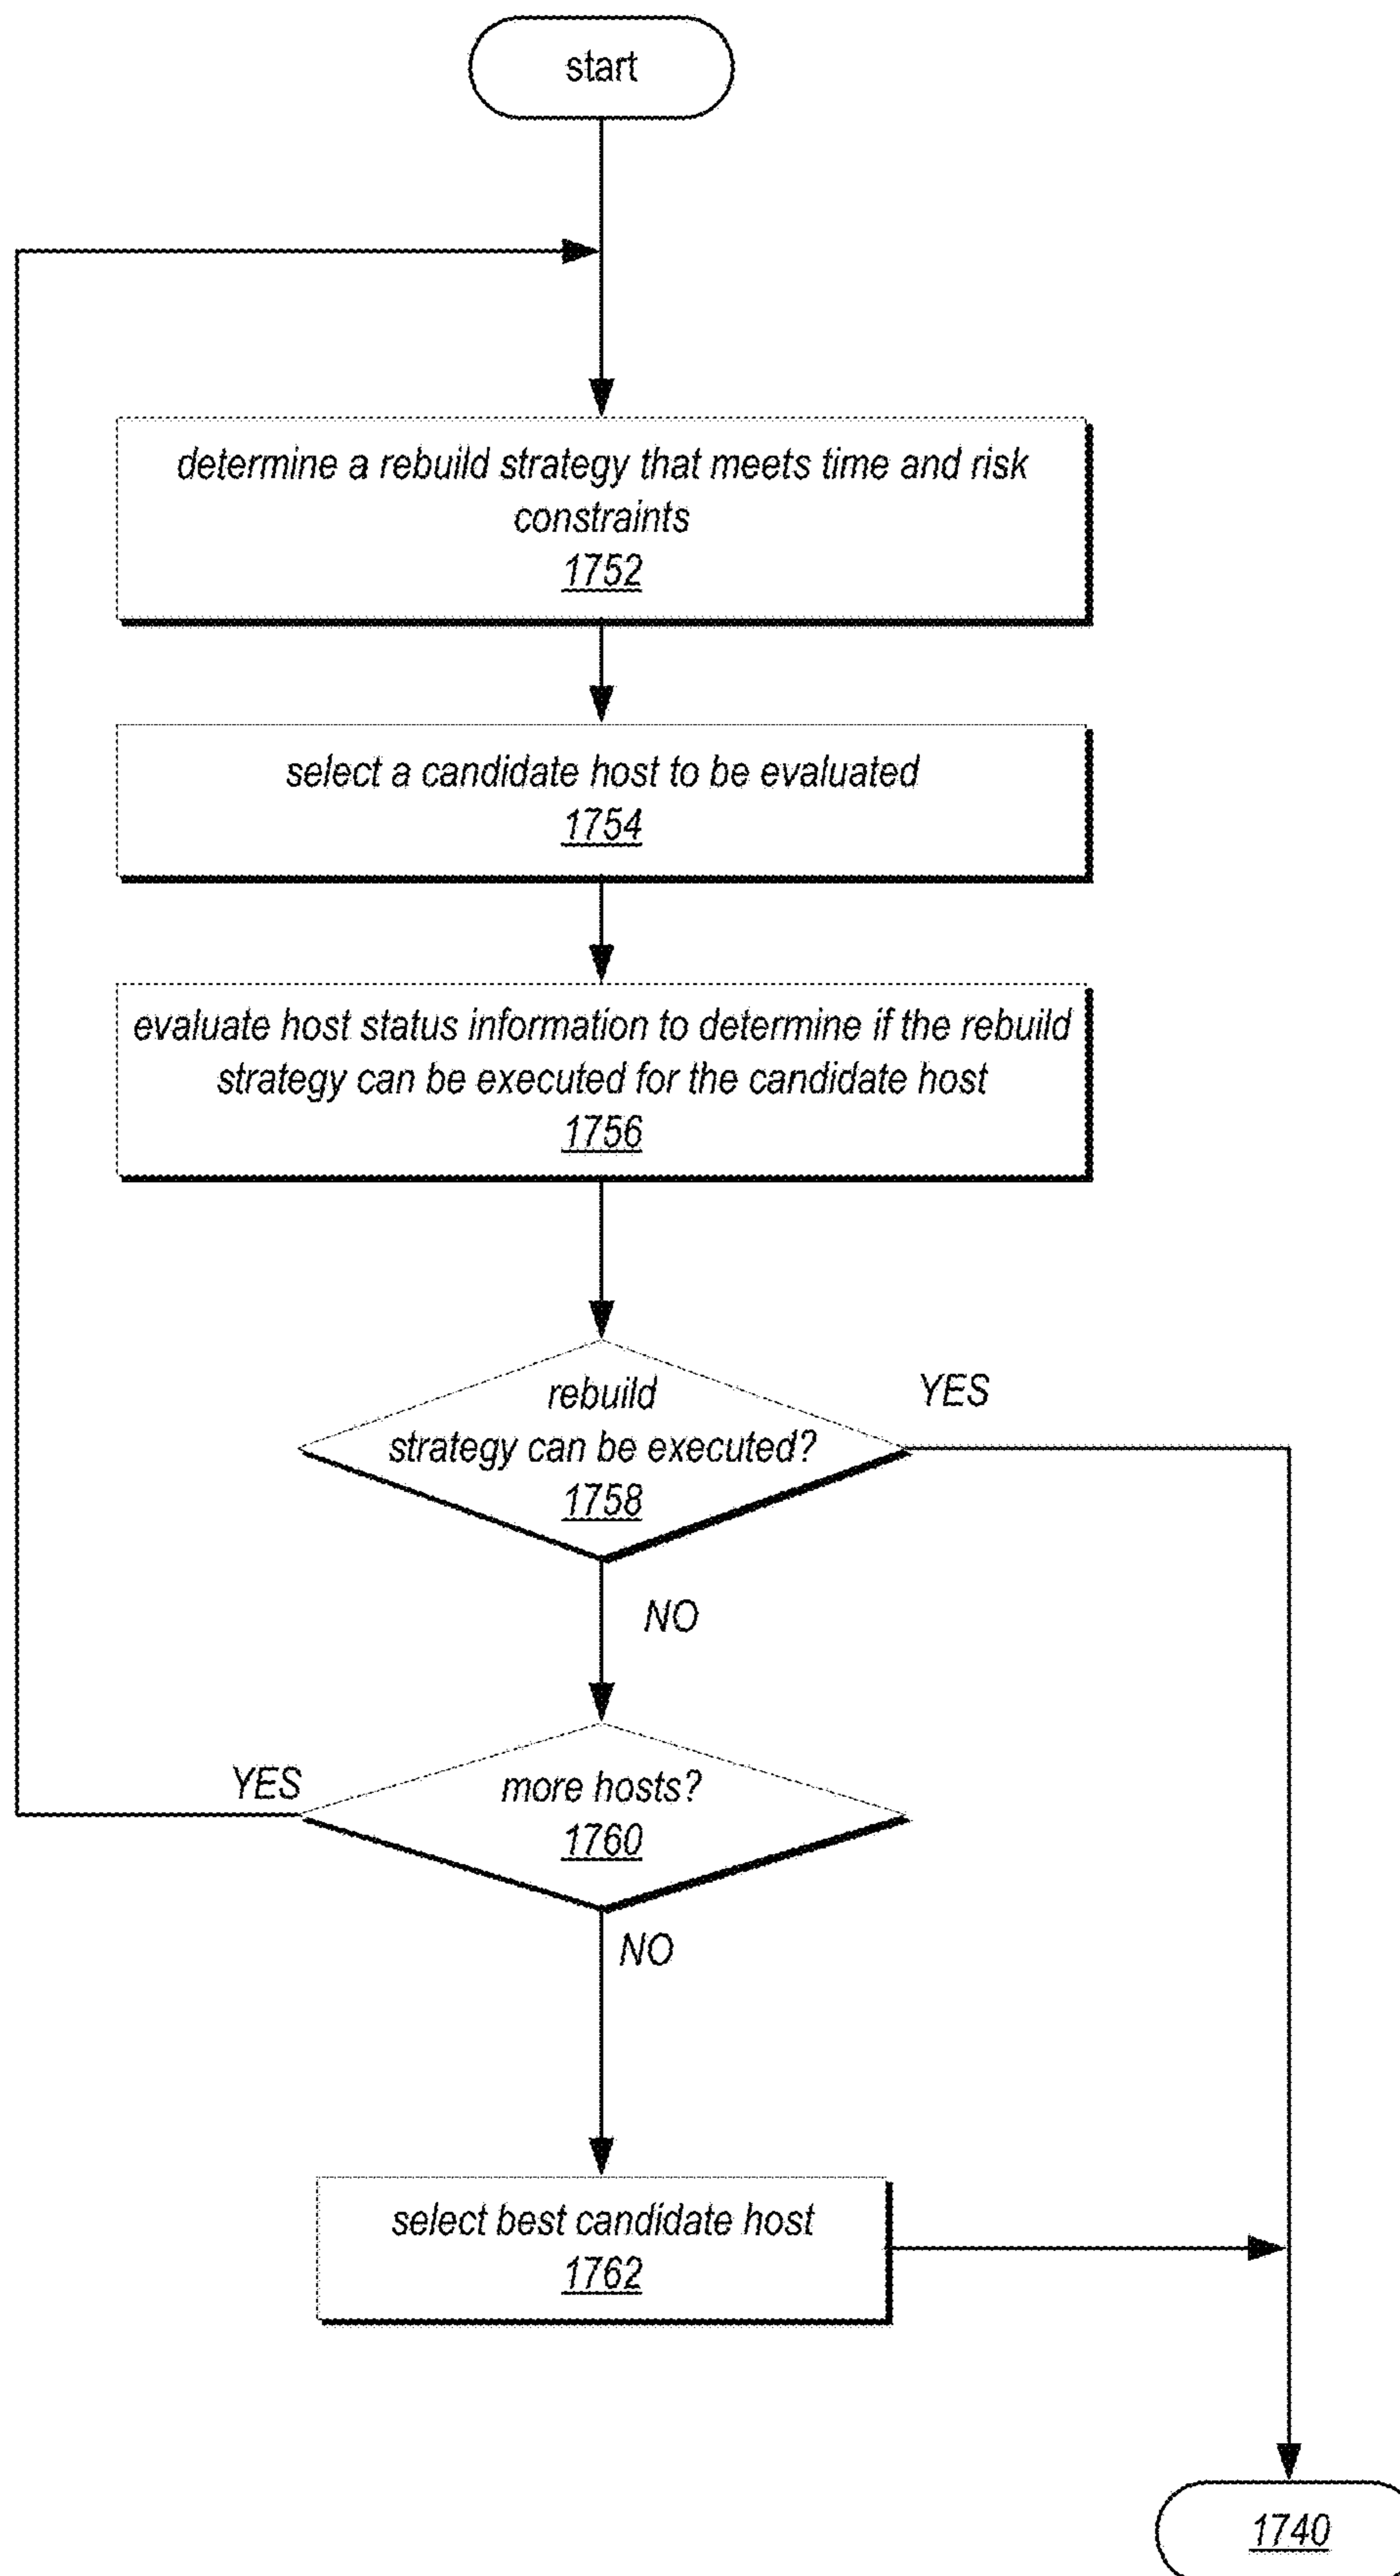 start
determine a rebuild strategy that meets time and risk
constraints
1752
select a candidate host to be evaluated
1754
evaluate host status information to determine if the rebuild
strategy can be executed for the candidate host
1756
rebuild
YES
strategy can be executed?
1758
NO
YES
more hosts?
1760
NO
select best candidate host
1762
1740